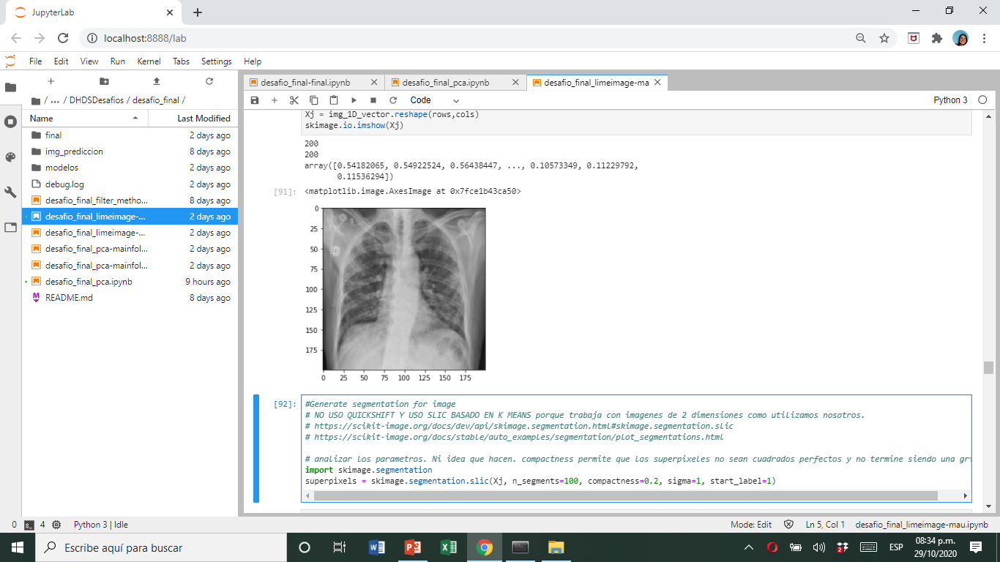 JupyterLab
localhost:8888/lab
File Edit View Run Kernel Tabs Settings Help
/ ... / DHDSDesafios / desafio_final /
Name Last Modified
final 2 days ago
img_prediccion 8 days ago
modelos 2 days ago
debug.log 2 days ago
desafio_final_filter_metho... 8 days ago
desafio_final_limeimage-... 2 days ago
desafio_final_limeimage-... 2 days ago
desafio_final_pca-mainfol... 2 days ago
desafio_final_pca-mainfol... 2 days ago
desafio_final_pca.ipynb 9 hours ago
README.md 8 days ago
desafio_final-final.ipynb
desafio_final_pca.ipynb
desafio_final_limeimage-ma
Code
Python 3
Xj = img_1D_vector.reshape(rows,cols)
skimage.io.imshow(Xj)
200
200
array([0.54182065, 0.54922524, 0.56438447, ..., 0.10573349, 0.11229792,
0.11536294])
[91]: <matplotlib.image.AxesImage at 0x7fce1b43ca50>
0
25
50
75
100
125
150
175
0 25 50 75 100 125 150 175
[92]: #Generate segmentation for image
# NO USO QUICKSHIFT Y USO SLIC BASADO EN K MEANS porque trabaja con imagenes de 2 dimensiones como utilizamos nosotros.
# https://scikit-image.org/docs/dev/api/skimage.segmentation.html#skimage.segmentation.slic
# https://scikit-image.org/docs/stable/auto_examples/segmentation/plot_segmentations.html
# analizar los parametros. Ni idea que hacen. compactness permite que los superpixeles no sean cuadrados perfectos y no termine siendo una gri
import skimage.segmentation
superpixels = skimage.segmentation.slic(Xj, n_segments=100, compactness=0.2, sigma=1, start_label=1)
0 4 Python 3 | Idle
Mode: Edit Ln 5, Col 1 desafio_final_limeimage-mau.ipynb
Escribe aquí para buscar
ESP
08:34 p.m.
29/10/2020